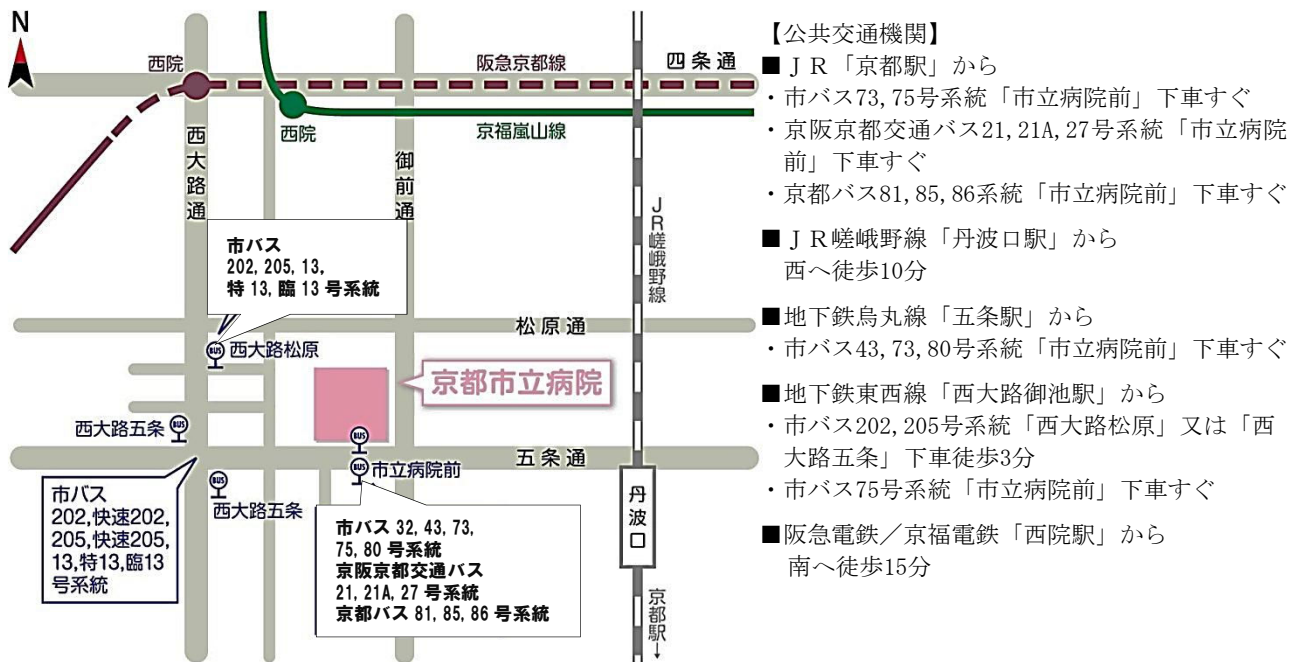 N
西院
阪急京都線
四条通
西院
京福嵐山線
西大路通
御前通
JR嵯峨野線
市バス
202, 205, 13,
特 13, 臨 13 号系統
松原通
BUS 西大路松原
京都市立病院
西大路五条 BUS
BUS
五条通
BUS 市立病院前
BUS
西大路五条
市バス
202,快速202,
205,快速205,
13,特13,臨13
号系統
市バス 32, 43, 73,
75, 80 号系統
京阪京都交通バス
21, 21A, 27 号系統
京都バス 81, 85, 86 号系統
丹波口
京都駅→
【公共交通機関】
■ＪＲ「京都駅」から
・市バス73,75号系統「市立病院前」下車すぐ
・京阪京都交通バス21,21A,27号系統「市立病院
前」下車すぐ
・京都バス81,85,86系統「市立病院前」下車すぐ
■ＪＲ嵯峨野線「丹波口駅」から
西へ徒歩10分
■地下鉄烏丸線「五条駅」から
・市バス43,73,80号系統「市立病院前」下車すぐ
■地下鉄東西線「西大路御池駅」から
・市バス202,205号系統「西大路松原」又は「西
大路五条」下車徒歩3分
・市バス75号系統「市立病院前」下車すぐ
■阪急電鉄／京福電鉄「西院駅」から
南へ徒歩15分